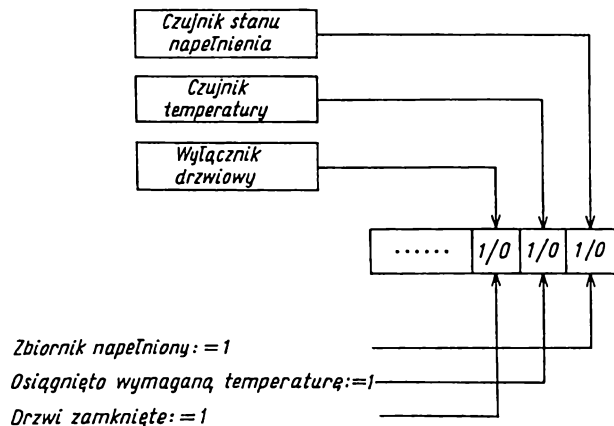 Czujnik stanu
napełnienia
Czujnik
temperatury
Wyłącznik
drzwiowy
...... 1/0 1/0 1/0
Zbiornik napełniony:=1
Osiągnięto wymaganą temperaturę:=1
Drzwi zamknięte:=1